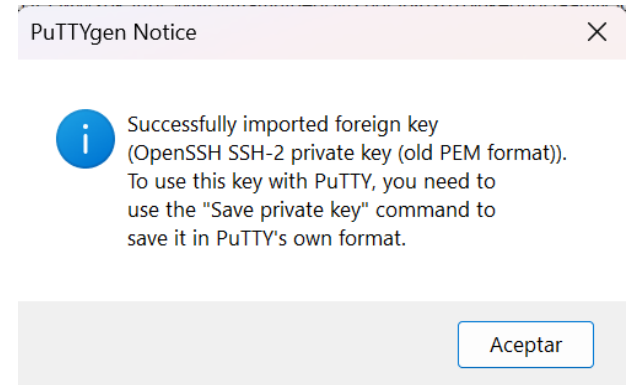 PuTTYgen Notice
Successfully imported foreign key
(OpenSSH SSH-2 private key (old PEM format)).
To use this key with PuTTY, you need to
use the "Save private key" command to
save it in PuTTY's own format.
Aceptar